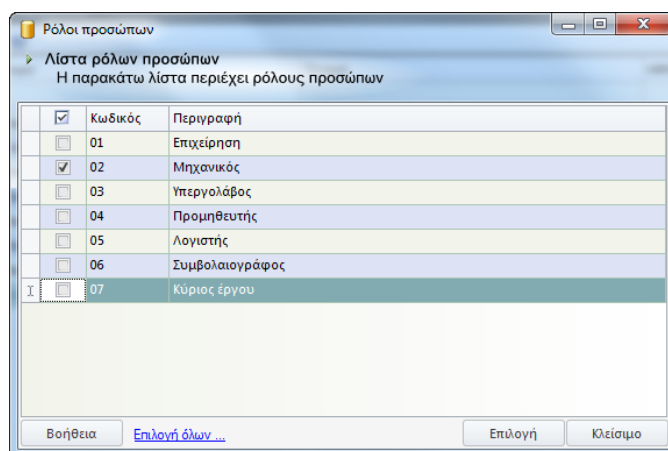 Ρόλοι προσώπων
Λίστα ρόλων προσώπων
Η παρακάτω λίστα περιέχει ρόλους προσώπων
Κωδικός Περιγραφή
01 Επιχείρηση
02 Μηχανικός
03 Υπεργολάβος
04 Προμηθευτής
05 Λογιστής
06 Συμβολαιογράφος
07 Κύριος έργου
Βοήθεια Επιλογή όλων ... Επιλογή Κλείσιμο